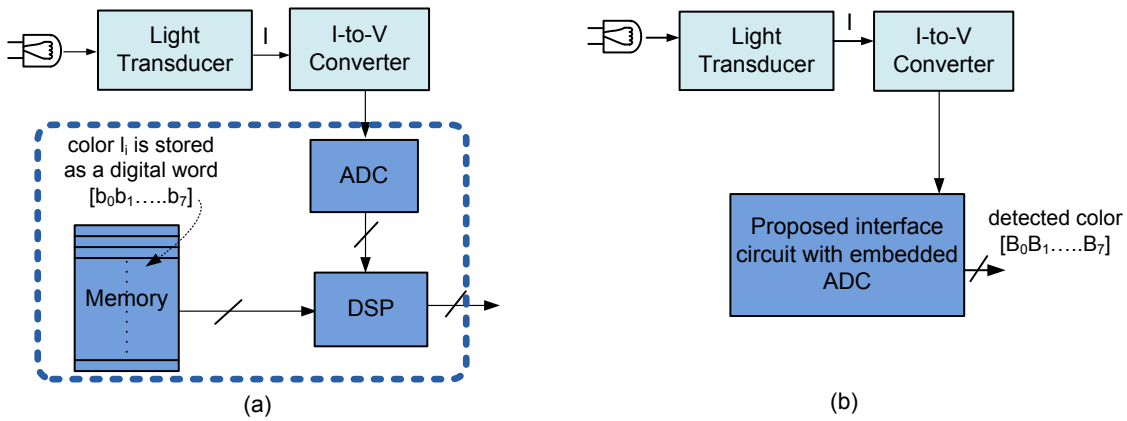 Light
Transducer
I
I-to-V
Converter
color Iᵢ is stored
as a digital word
[b₀b₁…..b₇]
ADC
Memory
DSP
(a)
Light
Transducer
I
I-to-V
Converter
Proposed interface
circuit with embedded
ADC
detected color
[B₀B₁…..B₇]
(b)